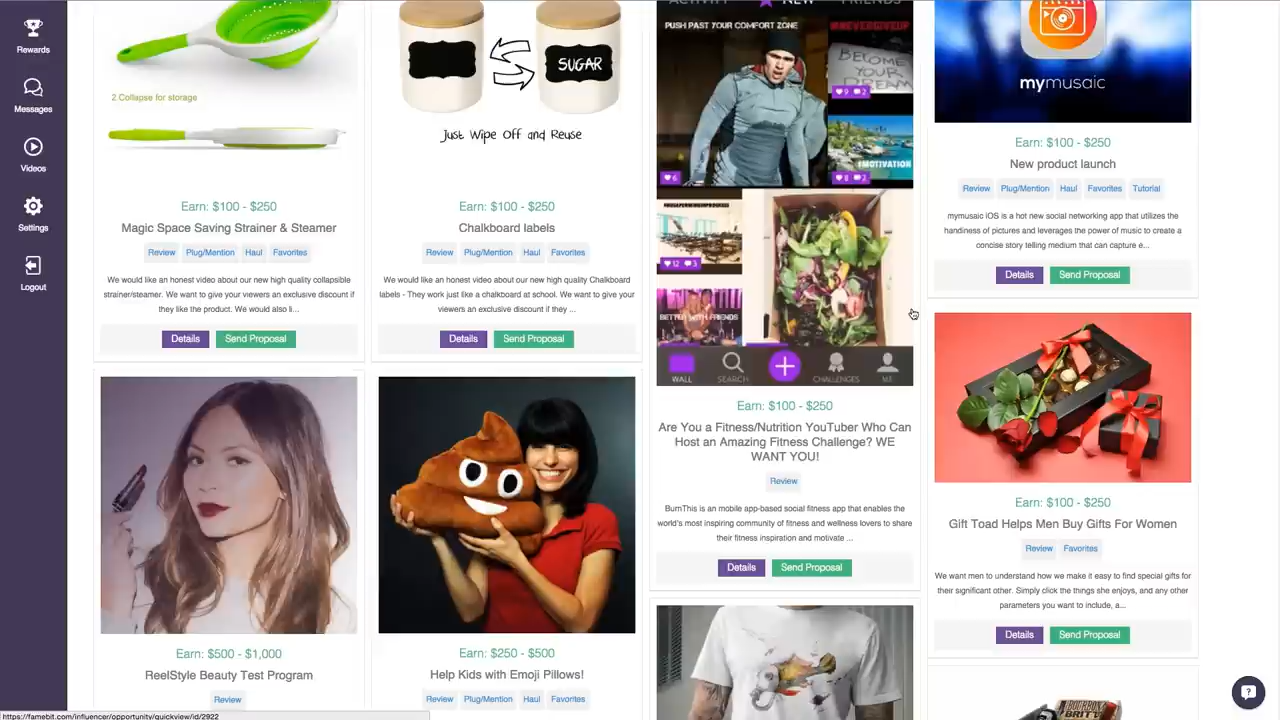 Rewards
Messages
Videos
Settings
Logout
2 Collapse for storage
Earn: $100 - $250
Magic Space Saving Strainer & Steamer
Review Plug/Mention Haul Favorites
We would like an honest video about our new high quality collapsible
strainer/steamer. We want to give your viewers an exclusive discount if
they like the product. We would also li...
Details Send Proposal
Earn: $500 - $1,000
ReelStyle Beauty Test Program
Review
SUGAR
Just Wipe Off and Reuse
Earn: $100 - $250
Chalkboard labels
Review Plug/Mention Haul Favorites
We would like an honest video about our new high quality Chalkboard
labels - They work just like a chalkboard at school. We want to give your
viewers an exclusive discount if they ...
Details Send Proposal
Earn: $250 - $500
Help Kids with Emoji Pillows!
Review Plug/Mention Haul Favorites
ACTIVITY NEW FRIENDS
PUSH PAST YOUR COMFORT ZONE
#NEVERGIVEUP
BECOME
YOUR
DREAM
9 2
#MOTIVATION
6
8 2
12 3
BETTER WITH FRIENDS
WALL SEARCH CHALLENGES ME
Earn: $100 - $250
Are You a Fitness/Nutrition YouTuber Who Can
Host an Amazing Fitness Challenge? WE
WANT YOU!
Review
BurnThis is an mobile app-based social fitness app that enables the
world's most inspiring community of fitness and wellness lovers to share
their fitness inspiration and motivate ...
Details Send Proposal
mymusaic
Earn: $100 - $250
New product launch
Review Plug/Mention Haul Favorites Tutorial
mymusaic iOS is a hot new social networking app that utilizes the
handiness of pictures and leverages the power of music to create a
concise story telling medium that can capture e...
Details Send Proposal
Earn: $100 - $250
Gift Toad Helps Men Buy Gifts For Women
Review Favorites
We want men to understand how we make it easy to find special gifts for
their significant other. Simply click the things she enjoys, and any other
parameters you want to include, a...
Details Send Proposal
https://famebit.com/influencer/opportunity/quickview/id/2922